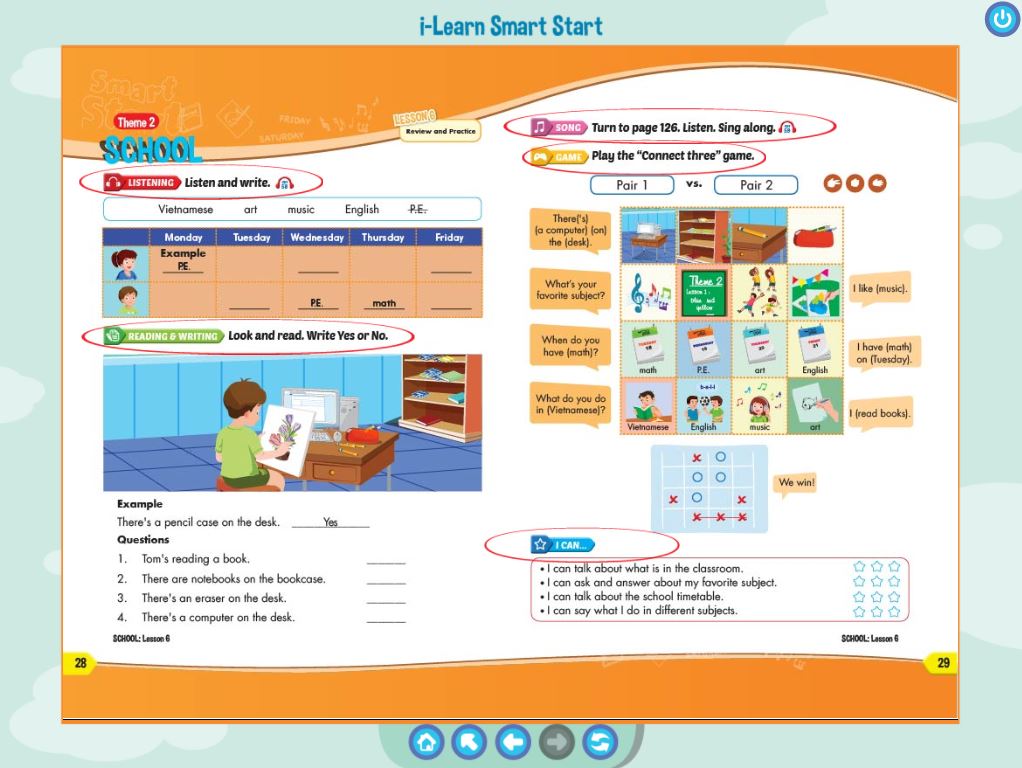 i-Learn Smart Start
Smart
Start
FRIDAY
SATURDAY
Theme 2
SCHOOL
LESSON 6
Review and Practice
LISTENING Listen and write.
Vietnamese art music English P.E.
Monday Tuesday Wednesday Thursday Friday
Example
P.E.
P.E. math
READING & WRITING Look and read. Write Yes or No.
Example
There's a pencil case on the desk. Yes
Questions
1. Tom's reading a book.
2. There are notebooks on the bookcase.
3. There's an eraser on the desk.
4. There's a computer on the desk.
SCHOOL: Lesson 6
28
SONG Turn to page 126. Listen. Sing along.
GAME Play the “Connect three” game.
Pair 1 vs. Pair 2
There('s)
(a computer) (on)
the (desk).
What's your
favorite subject?
Theme 2
Lesson 1:
blue and
yellow
I like (music).
When do you
have (math)?
math P.E. art English
I have (math)
on (Tuesday).
What do you do
in (Vietnamese)?
b-a-l-l
Vietnamese English music art
I (read books).
We win!
I CAN...
• I can talk about what is in the classroom.
• I can ask and answer about my favorite subject.
• I can talk about the school timetable.
• I can say what I do in different subjects.
SCHOOL: Lesson 6
29